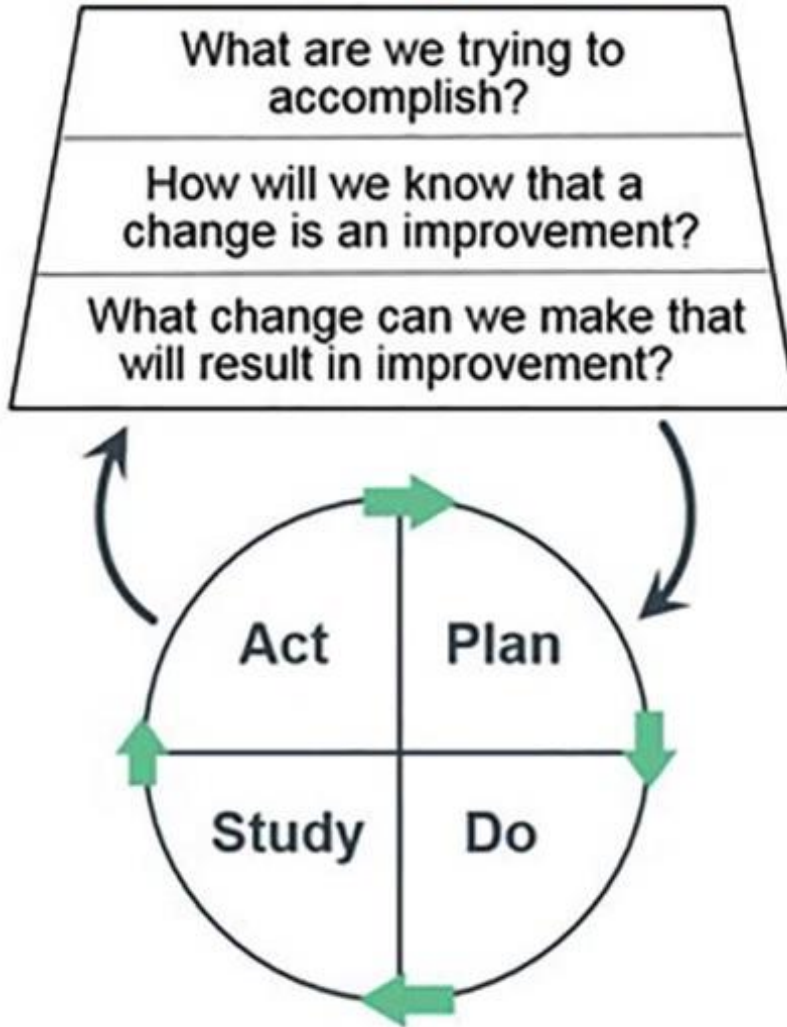 What are we trying to
accomplish?
How will we know that a
change is an improvement?
What change can we make that
will result in improvement?
Act
Plan
Study
Do